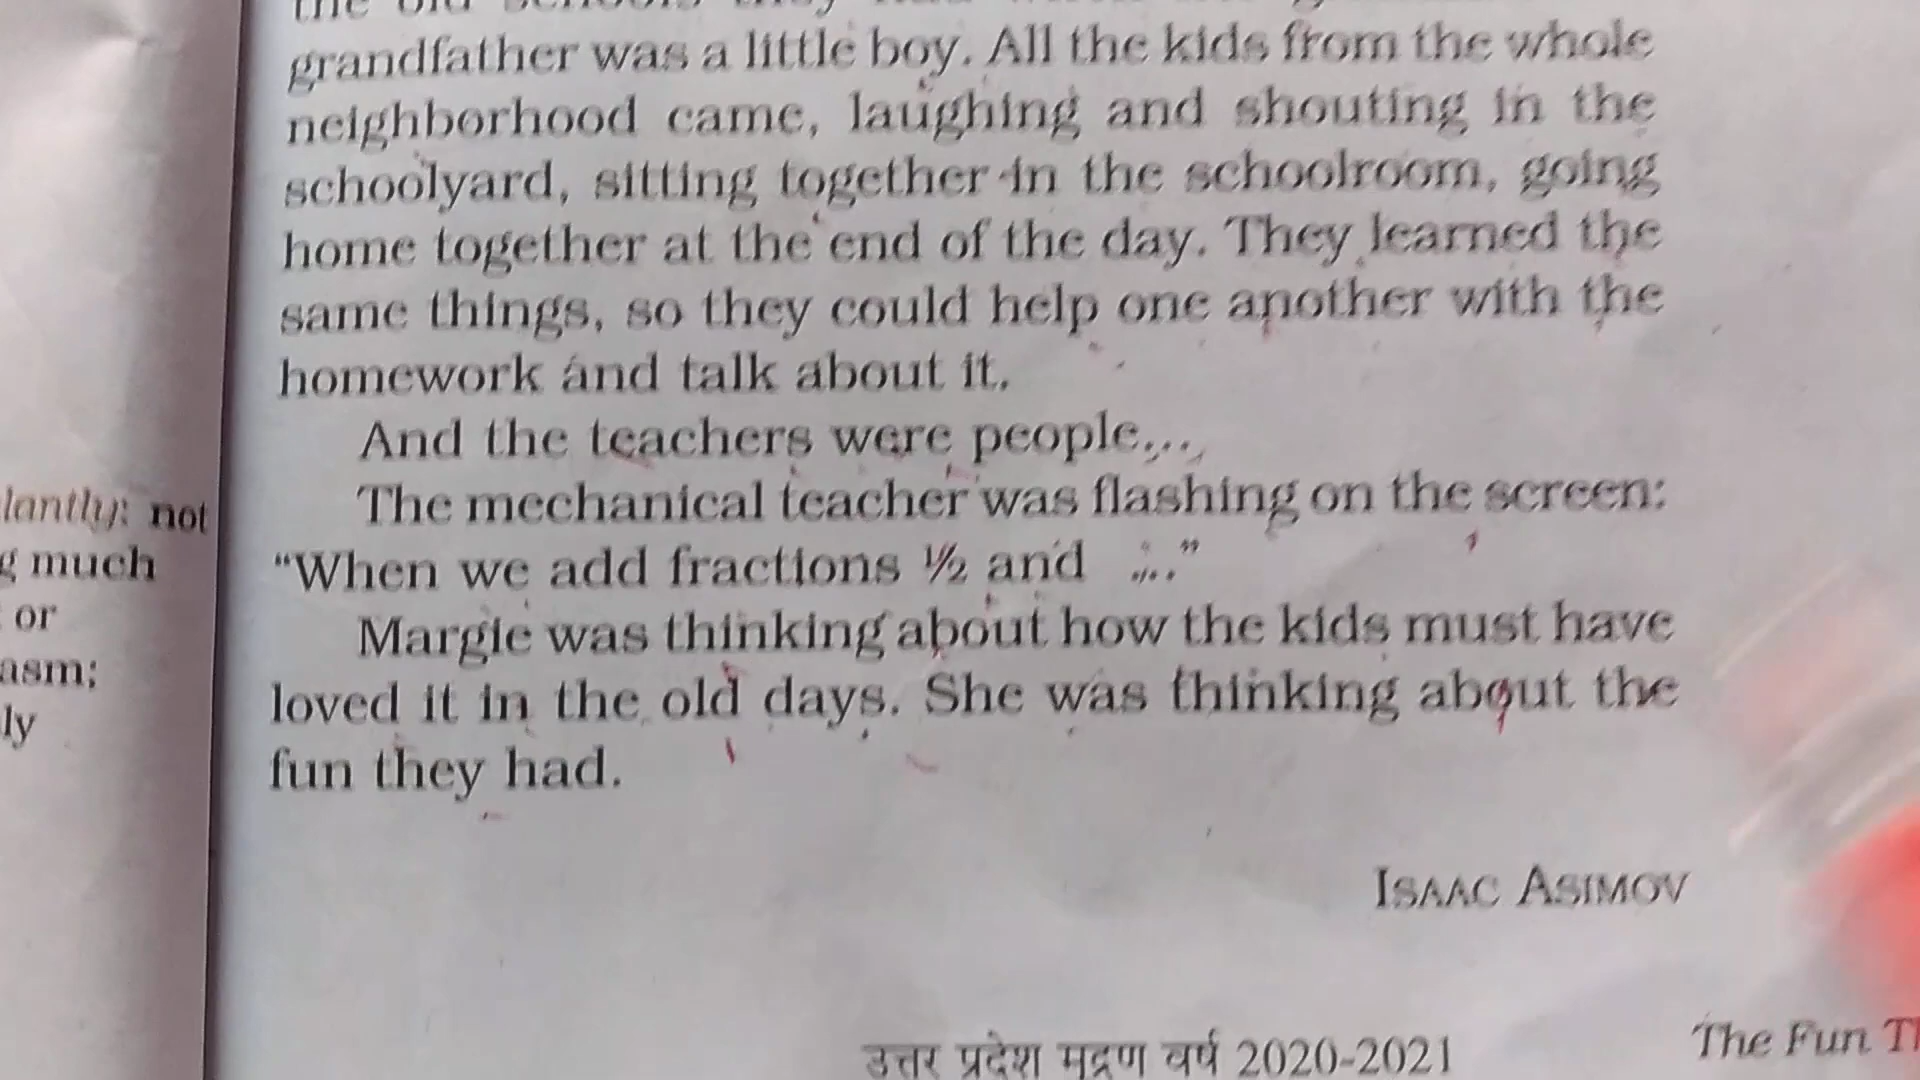 grandfather was a little boy. All the kids from the whole
neighborhood came, laughing and shouting in the
schoolyard, sitting together in the schoolroom, going
home together at the end of the day. They learned the
same things, so they could help one another with the
homework and talk about it.
And the teachers were people...
The mechanical teacher was flashing on the screen:
“When we add fractions ½ and ...”
Margie was thinking about how the kids must have
loved it in the old days. She was thinking about the
fun they had.
ISAAC ASIMOV
lantly: not
g much
or
asm;
ly
उत्तर प्रदेश मुद्रण वर्ष 2020-2021
The Fun Th